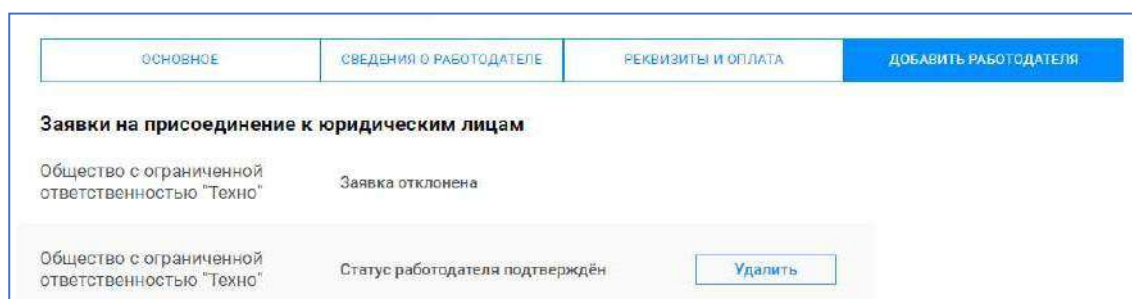 ОСНОВНОЕ
СВЕДЕНИЯ О РАБОТОДАТЕЛЕ
РЕКВИЗИТЫ И ОПЛАТА
ДОБАВИТЬ РАБОТОДАТЕЛЯ
Заявки на присоединение к юридическим лицам
Общество с ограниченной
ответственностью "Техно"
Заявка отклонена
Общество с ограниченной
ответственностью "Техно"
Статус работодателя подтверждён
Удалить